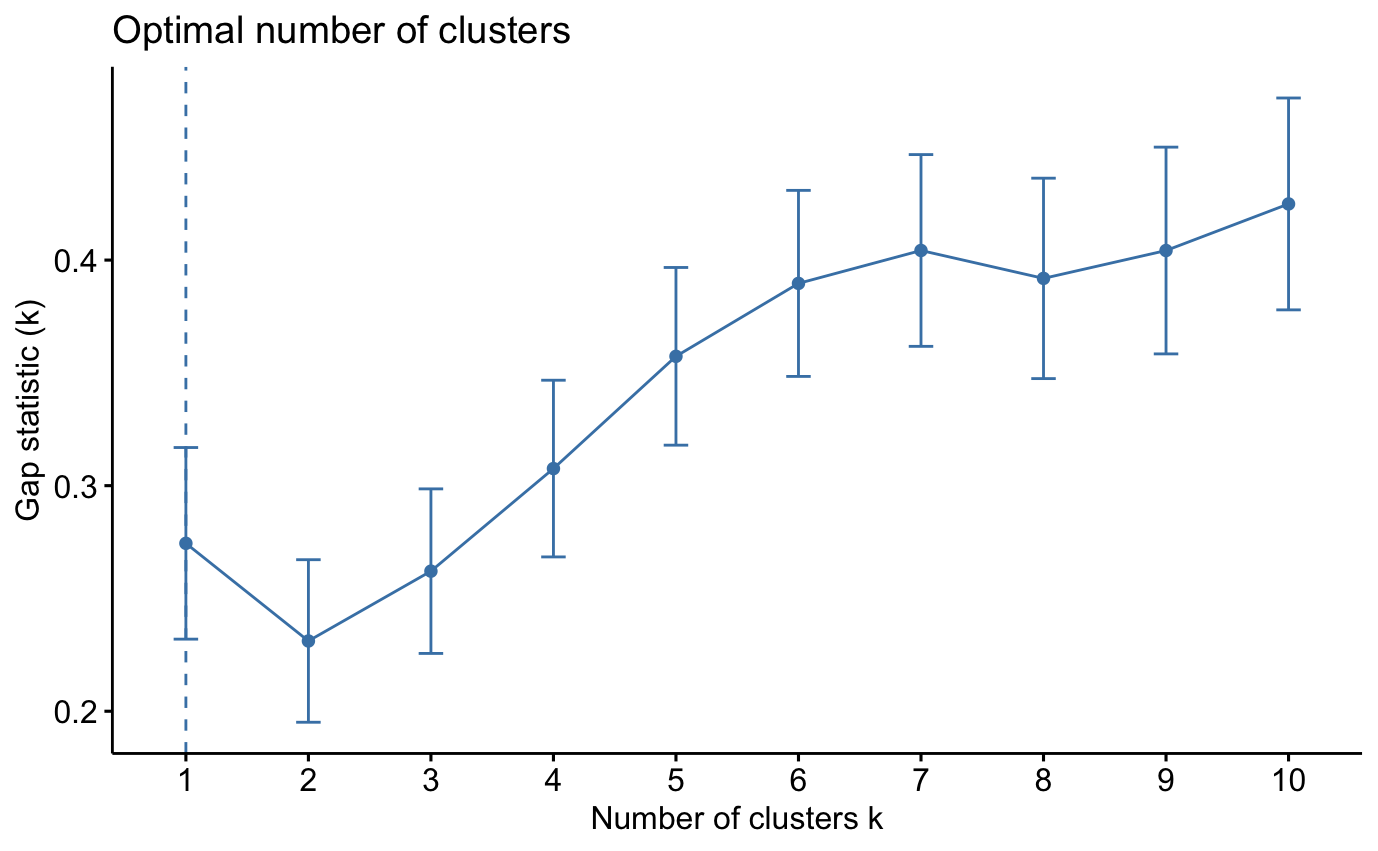 Optimal number of clusters
Gap statistic (k)
0.4
0.3
0.2
1 2 3 4 5 6 7 8 9 10
Number of clusters k